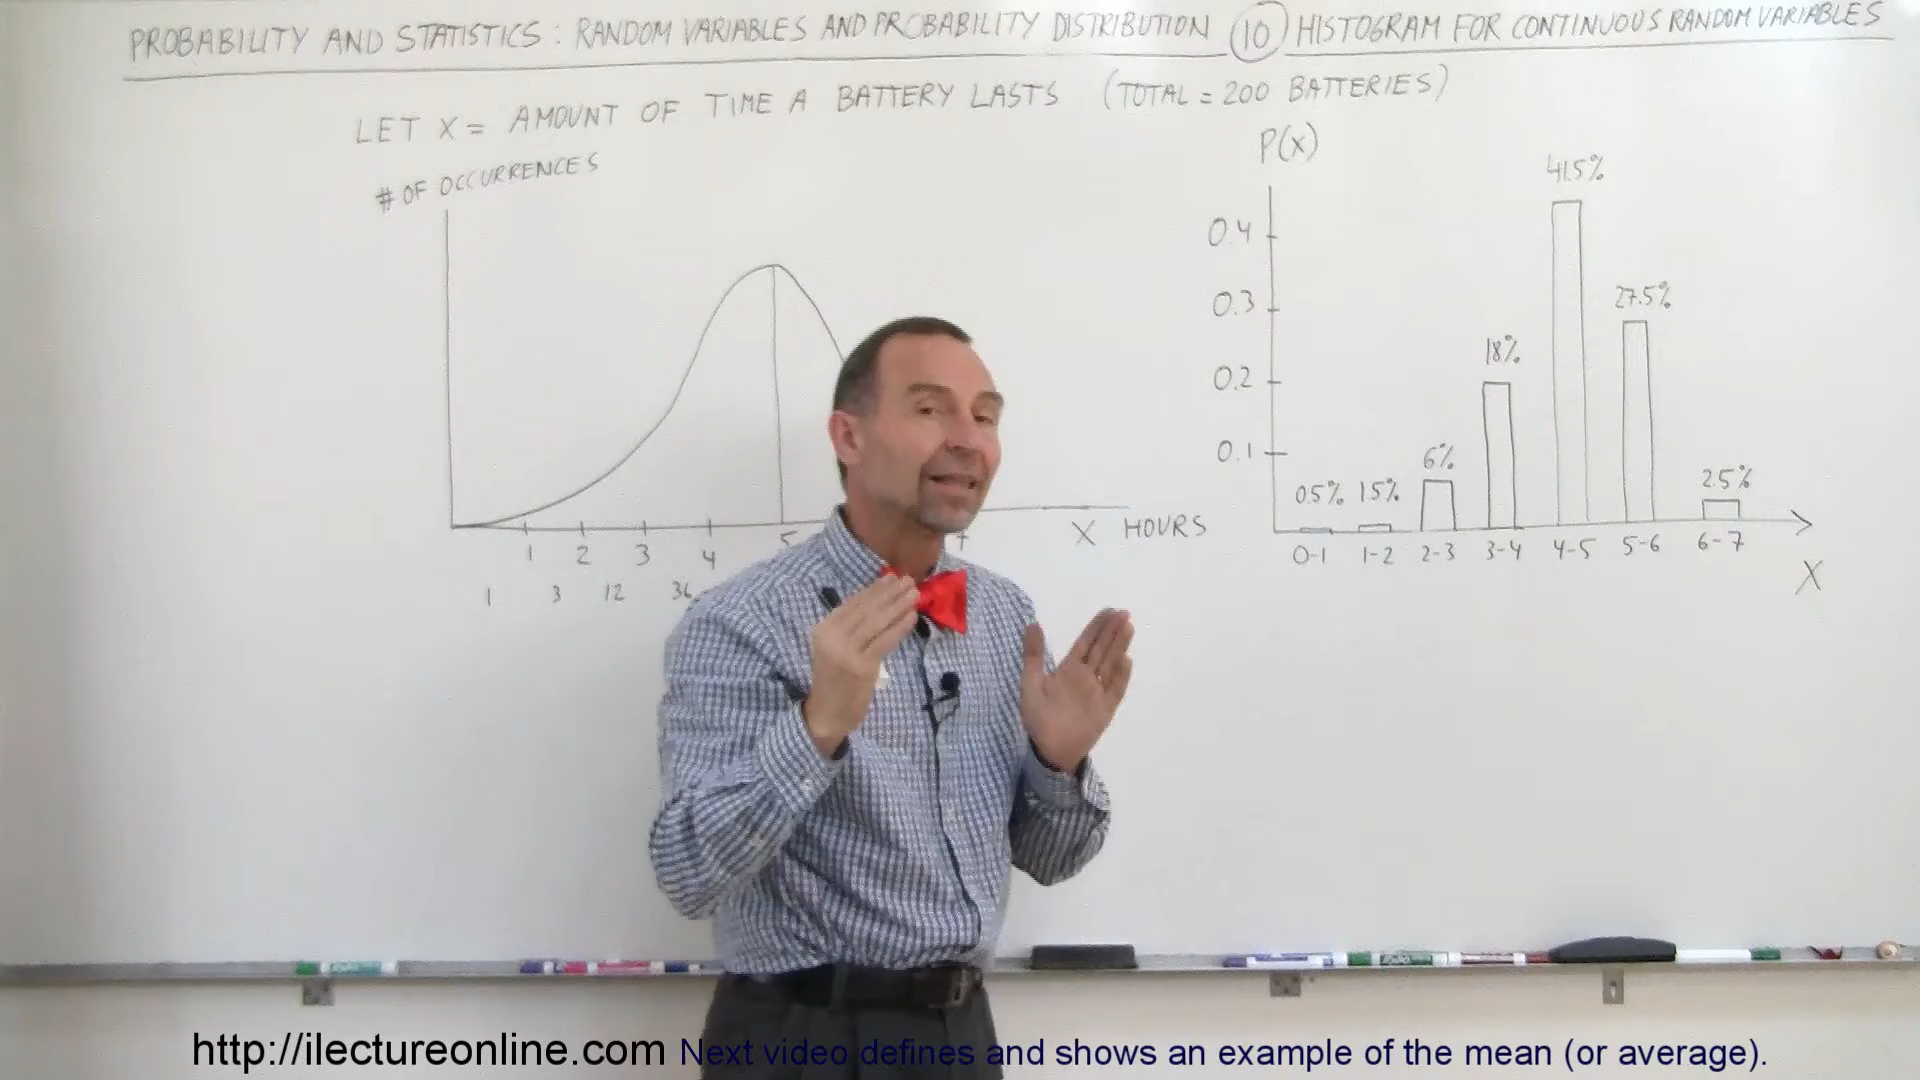 PROBABILITY AND STATISTICS: RANDOM VARIABLES AND PROBABILITY DISTRIBUTION 10 HISTOGRAM FOR CONTINUOUS RANDOM VARIABLES
LET X = AMOUNT OF TIME A BATTERY LASTS (TOTAL = 200 BATTERIES)
# OF OCCURRENCES
1 2 3 4 5 7 X HOURS
1 3 12 36
P(x)
41.5%
0.4
27.5%
0.3
18%
0.2
6%
0.1
0.5% 1.5% 2.5%
0-1 1-2 2-3 3-4 4-5 5-6 6-7
X
http://ilectureonline.com Next video defines and shows an example of the mean (or average).